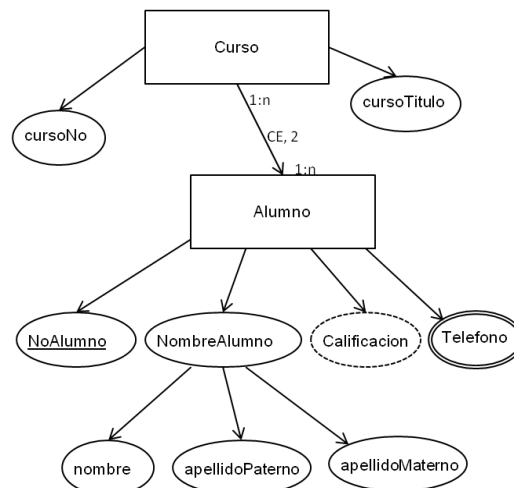 Curso
cursoNo
cursoTitulo
1:n
CE, 2
1:n
Alumno
NoAlumno
NombreAlumno
Calificacion
Telefono
nombre
apellidoPaterno
apellidoMaterno